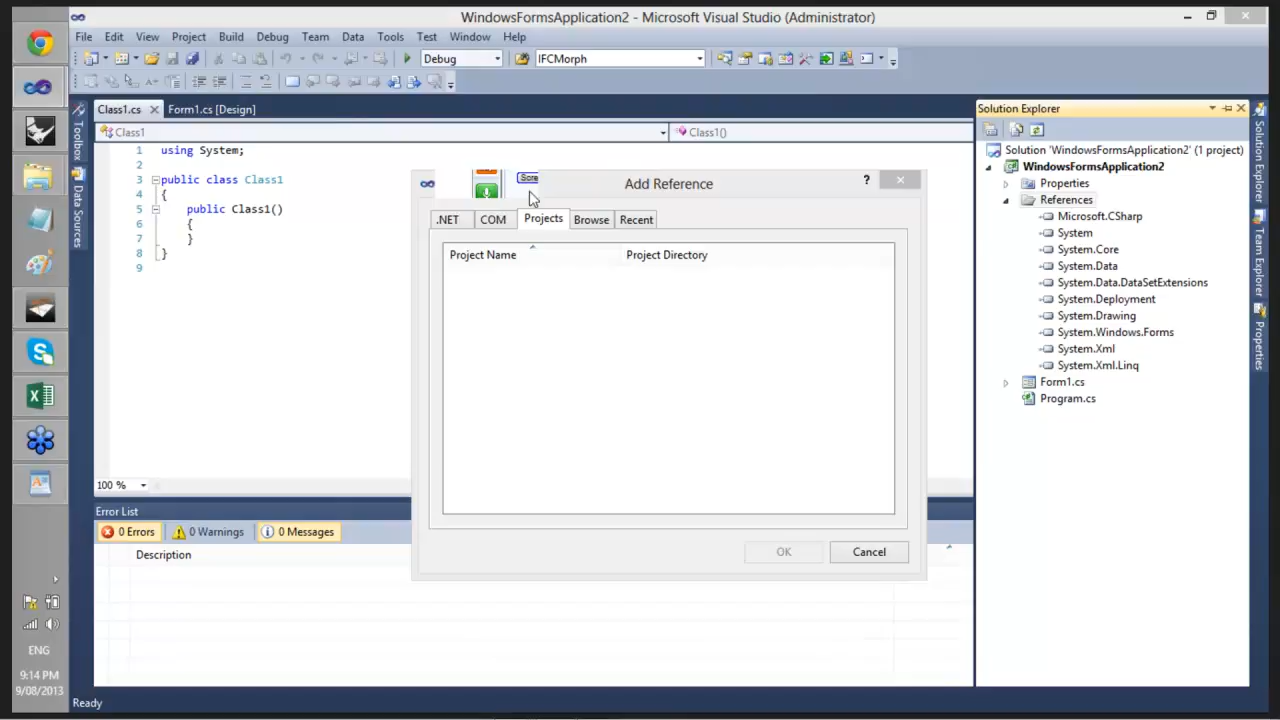 WindowsFormsApplication2 - Microsoft Visual Studio (Administrator)
File Edit View Project Build Debug Team Data Tools Test Window Help
Debug IFCMorph
Class1.cs Form1.cs [Design]
Class1 Class1()
1 using System;
2
3 public class Class1
4 {
5 public Class1()
6 {
7 }
8 }
9
100 %
Toolbox
Data Sources
Add Reference
?
.NET COM Projects Browse Recent
Project Name Project Directory
OK Cancel
Error List
0 Errors 0 Warnings 0 Messages
Description
Solution Explorer
Solution 'WindowsFormsApplication2' (1 project)
WindowsFormsApplication2
Properties
References
Microsoft.CSharp
System
System.Core
System.Data
System.Data.DataSetExtensions
System.Deployment
System.Drawing
System.Windows.Forms
System.Xml
System.Xml.Linq
Form1.cs
Program.cs
Solution Explorer
Team Explorer
Properties
ENG
9:14 PM
9/08/2013
Ready